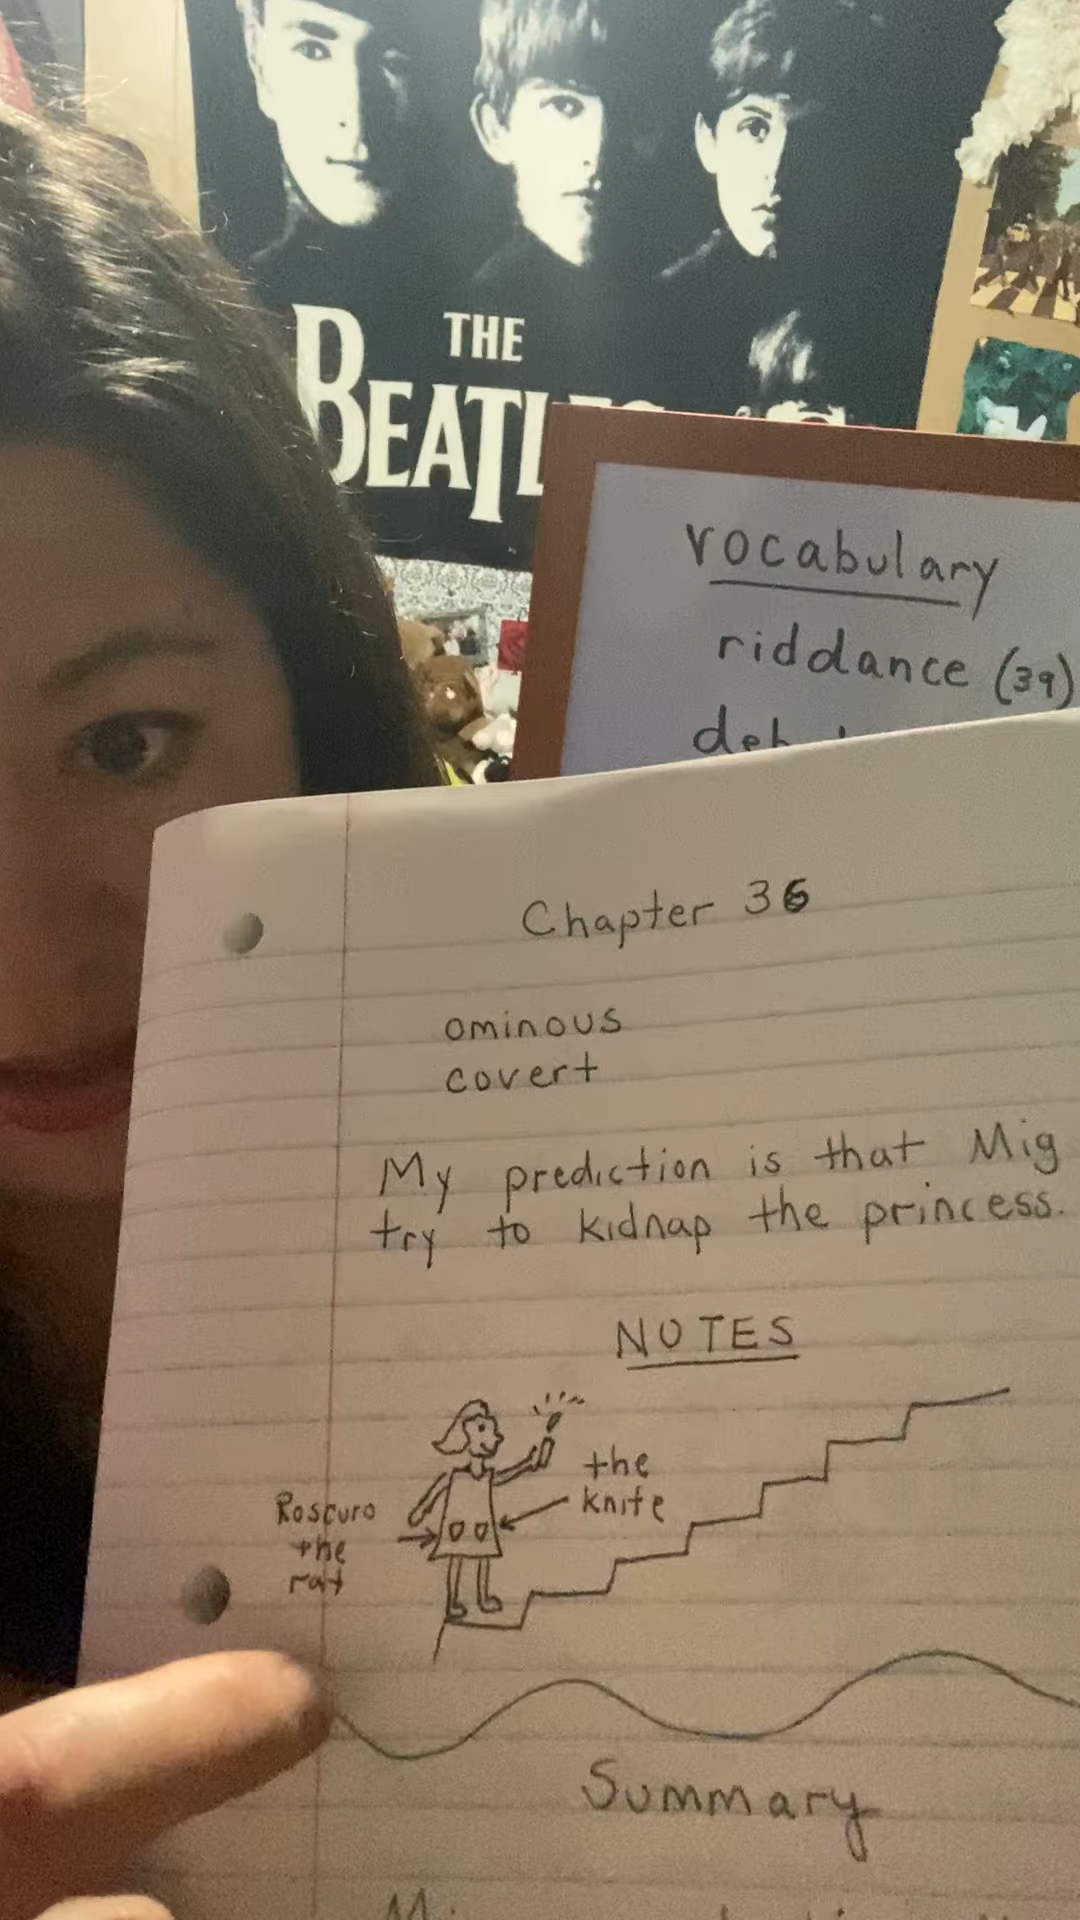 THE
BEATL
vocabulary
riddance (39)
Chapter 36
ominous
covert
My prediction is that Mig
try to kidnap the princess.
NOTES
the
knife
Roscuro
the
rat
Summary